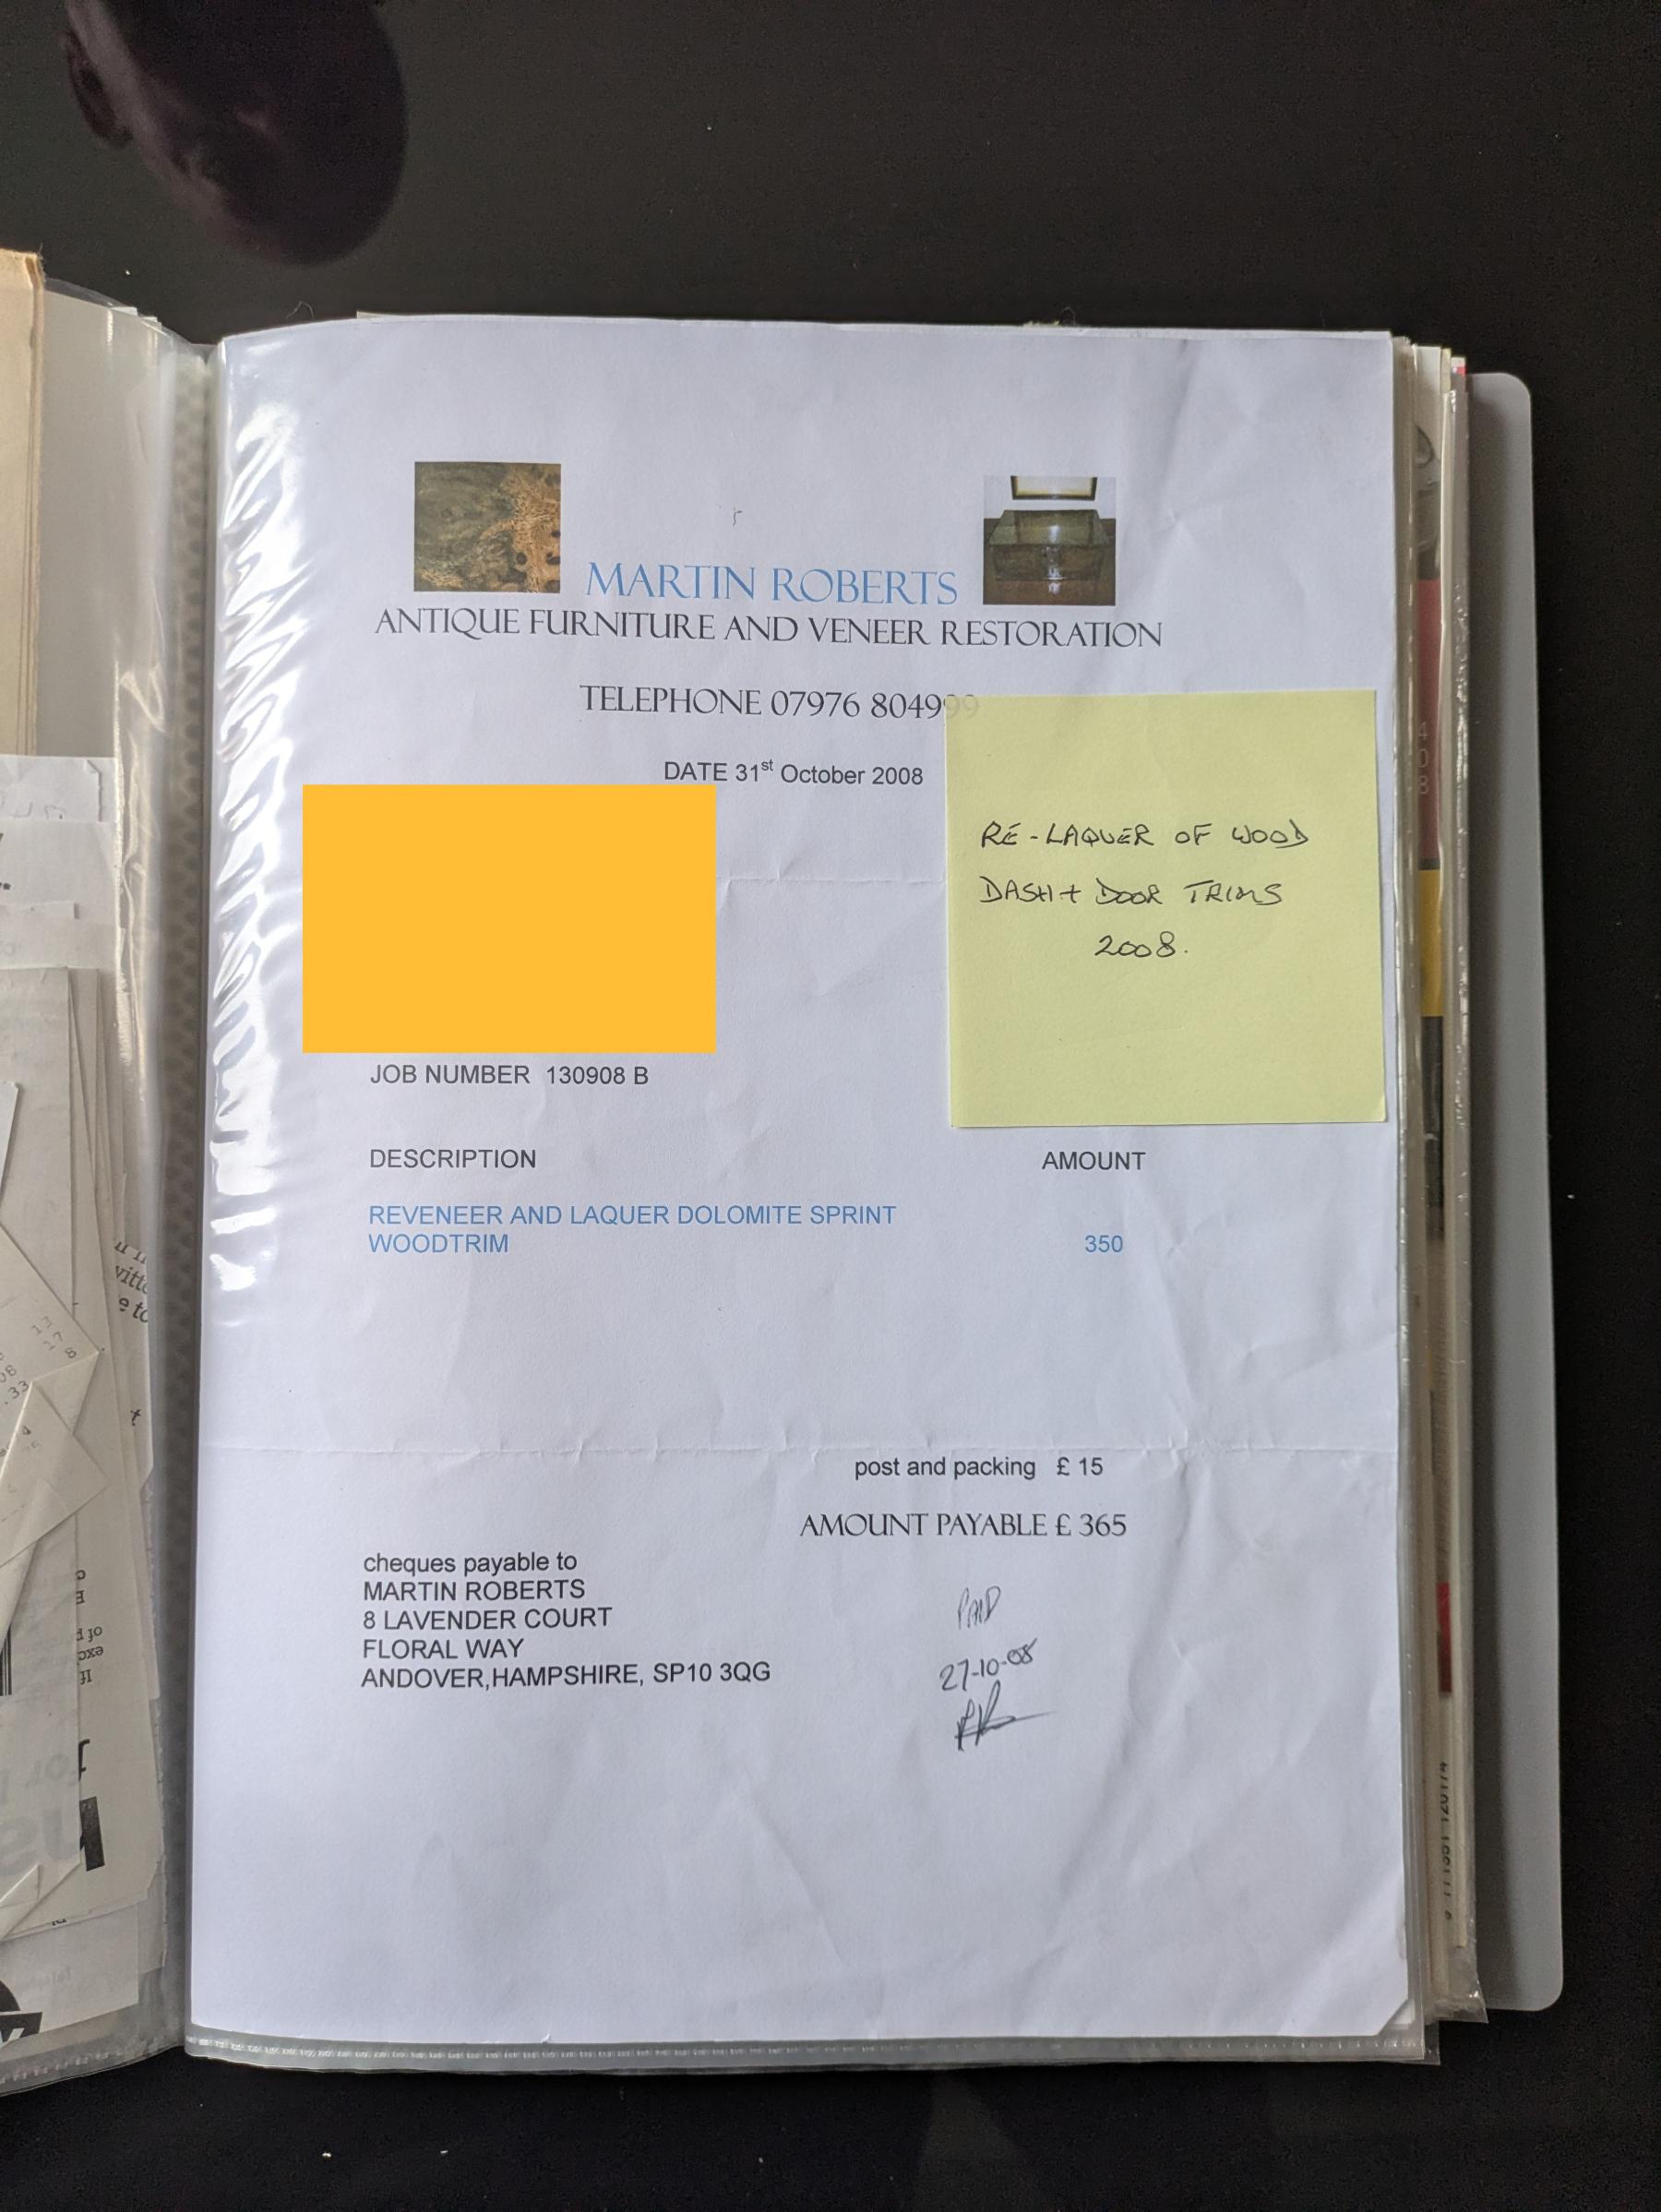 MARTIN ROBERTS
ANTIQUE FURNITURE AND VENEER RESTORATION
TELEPHONE 07976 804999
DATE 31st October 2008
RE-LAQUER OF WOOD
DASH + DOOR TRIMS
2008.
JOB NUMBER 130908 B
DESCRIPTION AMOUNT
REVENEER AND LAQUER DOLOMITE SPRINT
WOODTRIM 350
post and packing £ 15
AMOUNT PAYABLE £ 365
cheques payable to
MARTIN ROBERTS
8 LAVENDER COURT
FLORAL WAY
ANDOVER,HAMPSHIRE, SP10 3QG
PAID
27-10-08